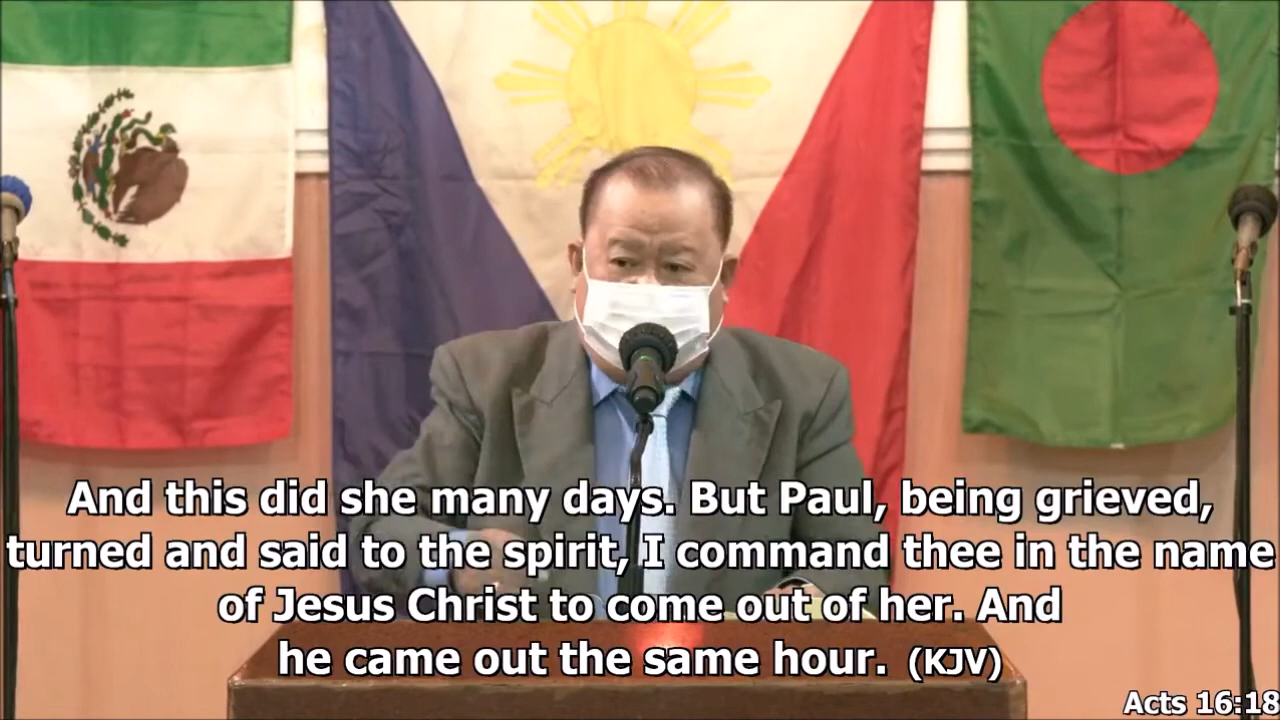 And this did she many days. But Paul, being grieved,
turned and said to the spirit, I command thee in the name
of Jesus Christ to come out of her. And
he came out the same hour. (KJV)
Acts 16:18